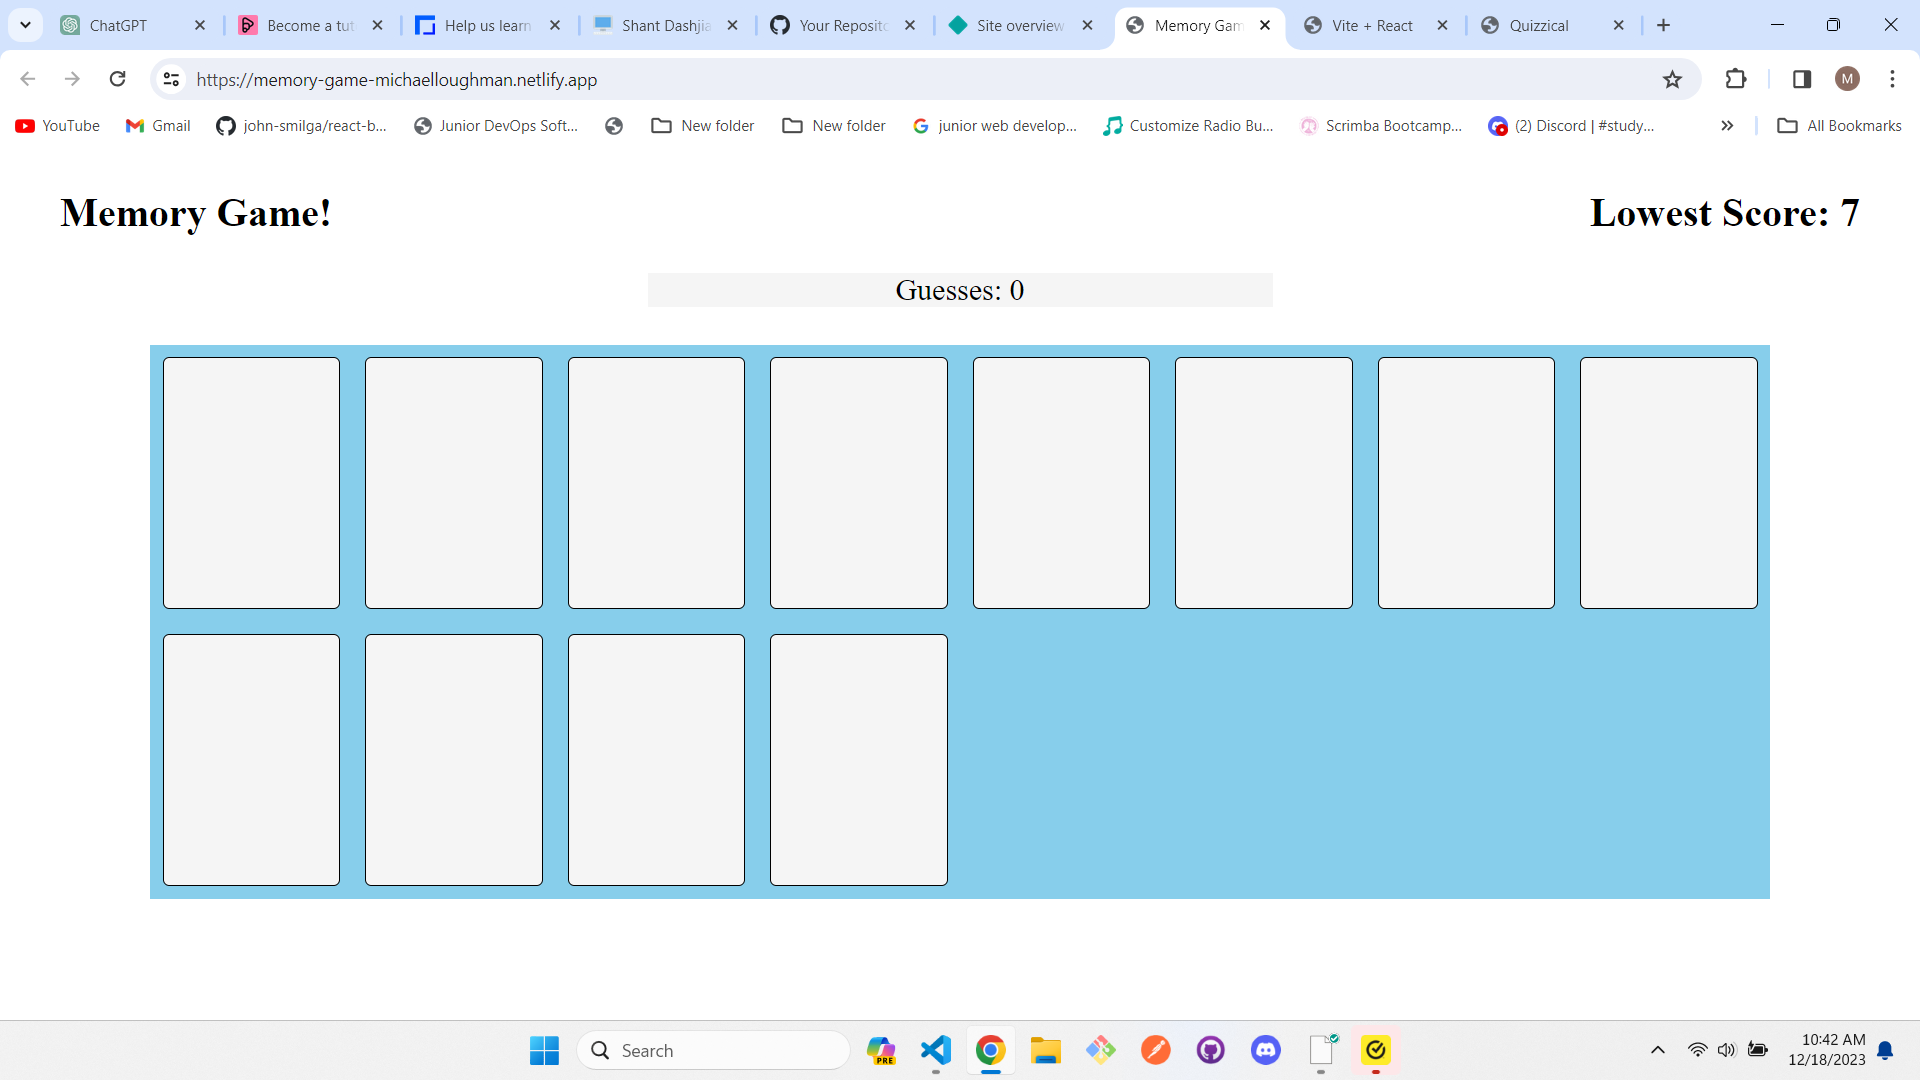 ChatGPT
Become a tut
Help us learn
Shant Dashjia
Your Reposito
Site overview
Memory Gam
Vite + React
Quizzical
https://memory-game-michaelloughman.netlify.app
M
YouTube
Gmail
john-smilga/react-b...
Junior DevOps Soft...
New folder
New folder
junior web develop...
Customize Radio Bu...
Scrimba Bootcamp...
(2) Discord | #study...
All Bookmarks
Memory Game!
Lowest Score: 7
Guesses: 0
Search
PRE
10:42 AM
12/18/2023